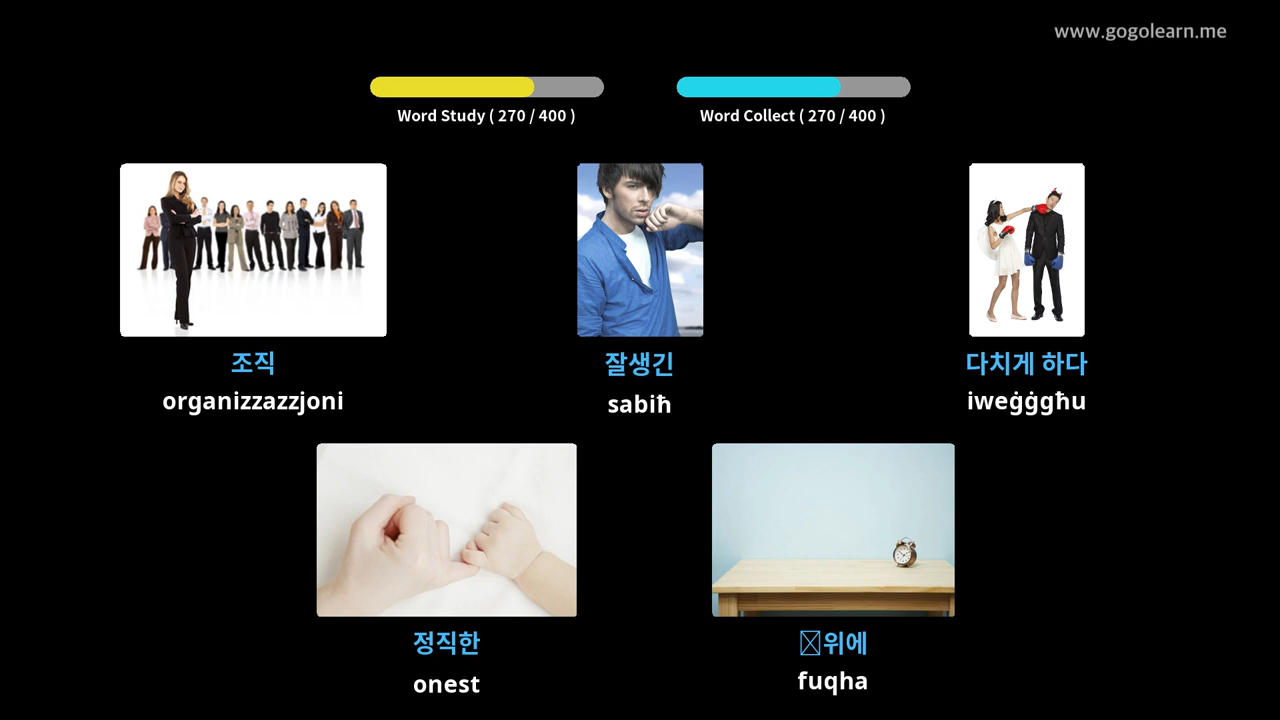 www.gogolearn.me
Word Study ( 270 / 400 )
Word Collect ( 270 / 400 )
조직
잘생긴
다치게 하다
organizzazzjoni
sabiħ
iweġġgħu
정직한
위에
onest
fuqha